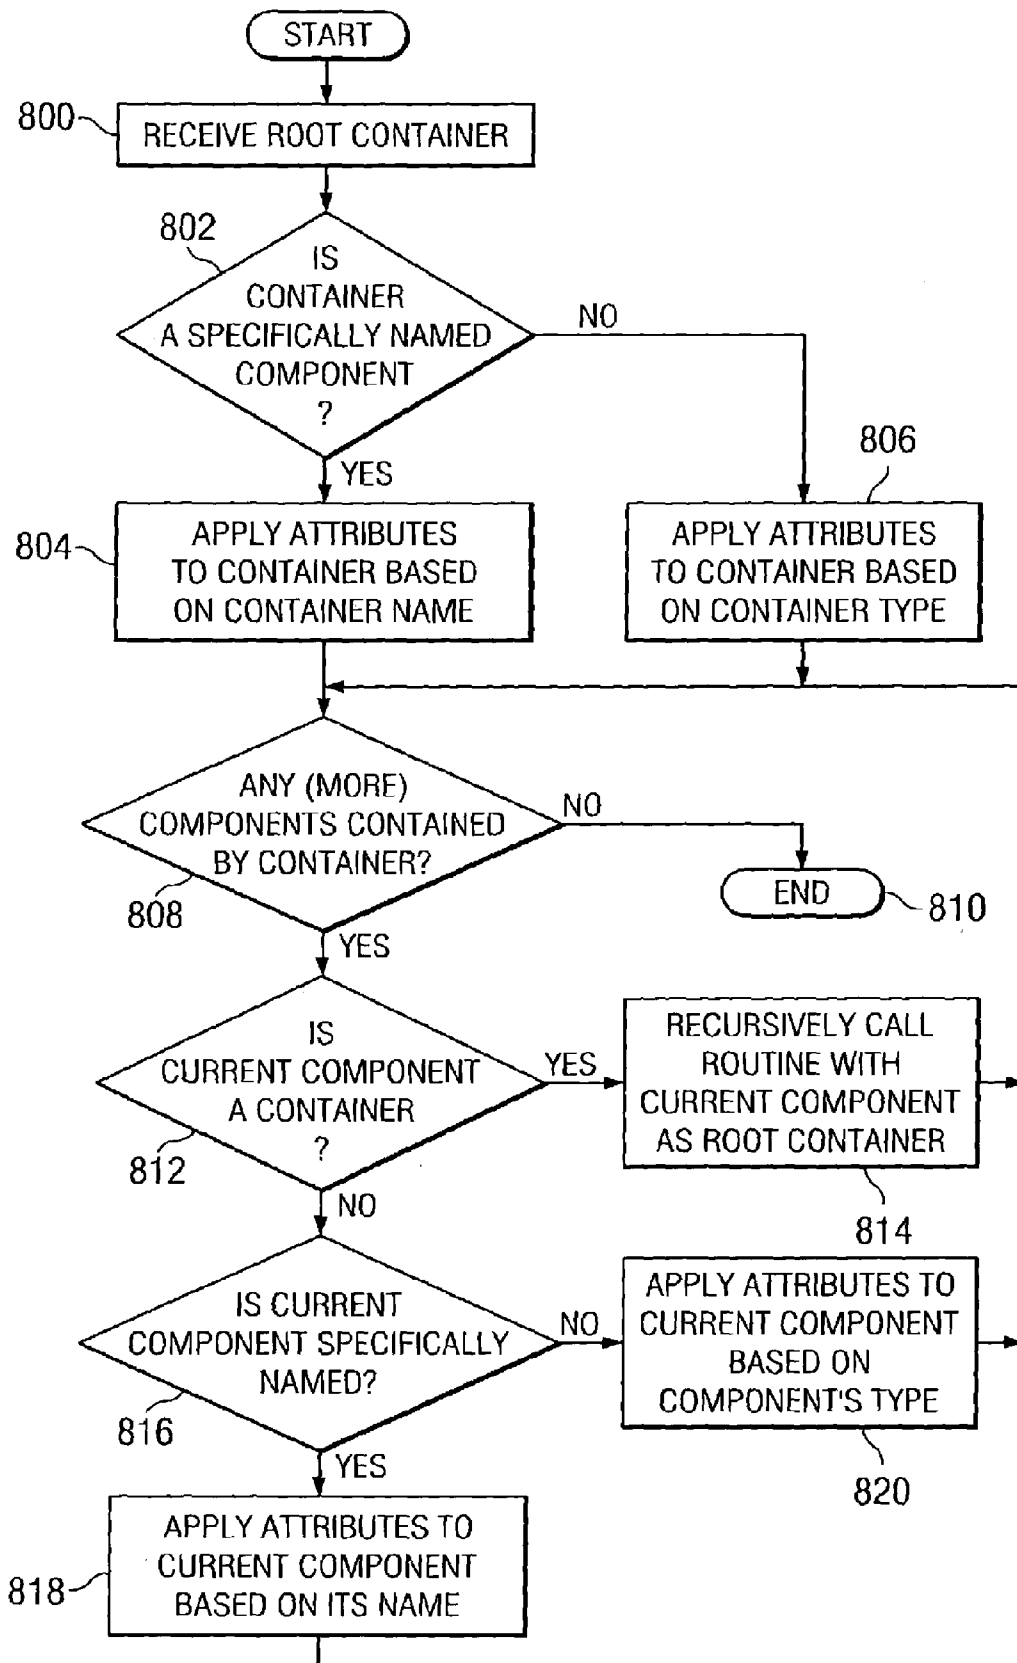 START
800
RECEIVE ROOT CONTAINER
802
IS
CONTAINER
A SPECIFICALLY NAMED
COMPONENT
?
NO
YES
806
804
APPLY ATTRIBUTES
TO CONTAINER BASED
ON CONTAINER NAME
APPLY ATTRIBUTES
TO CONTAINER BASED
ON CONTAINER TYPE
ANY (MORE)
COMPONENTS CONTAINED
BY CONTAINER?
NO
808
YES
END
810
IS
CURRENT COMPONENT
A CONTAINER
?
YES
812
NO
RECURSIVELY CALL
ROUTINE WITH
CURRENT COMPONENT
AS ROOT CONTAINER
814
IS CURRENT
COMPONENT SPECIFICALLY
NAMED?
NO
816
YES
APPLY ATTRIBUTES TO
CURRENT COMPONENT
BASED ON
COMPONENT'S TYPE
820
818
APPLY ATTRIBUTES TO
CURRENT COMPONENT
BASED ON ITS NAME